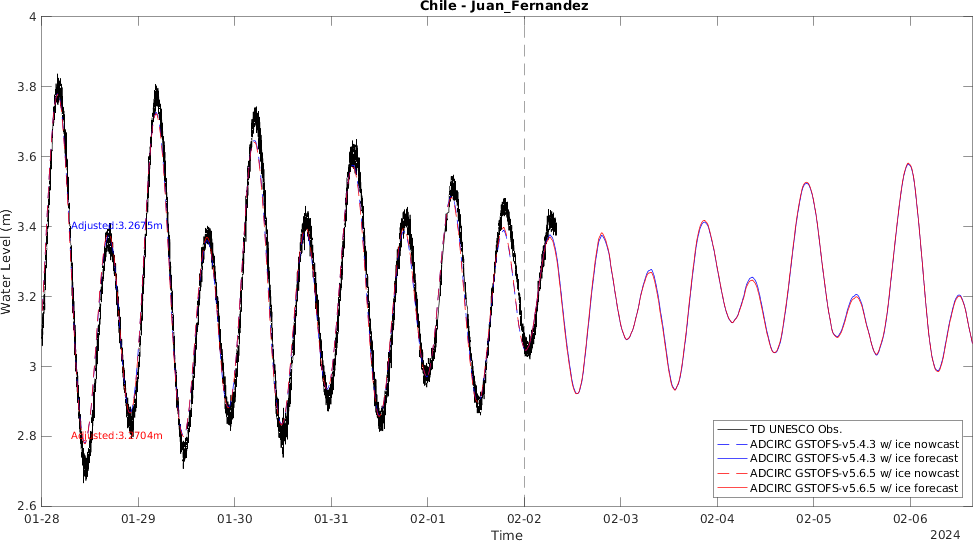 Chile - Juan_Fernandez
4
3.8
3.6
3.4
3.2
3
2.8
2.6
Water Level (m)
Adjusted:3.2675m
Adjusted:3.2704m
TD UNESCO Obs.
ADCIRC GSTOFS-v5.4.3 w/ ice nowcast
ADCIRC GSTOFS-v5.4.3 w/ ice forecast
ADCIRC GSTOFS-v5.6.5 w/ ice nowcast
ADCIRC GSTOFS-v5.6.5 w/ ice forecast
01-28 01-29 01-30 01-31 02-01 02-02 02-03 02-04 02-05 02-06
Time
2024